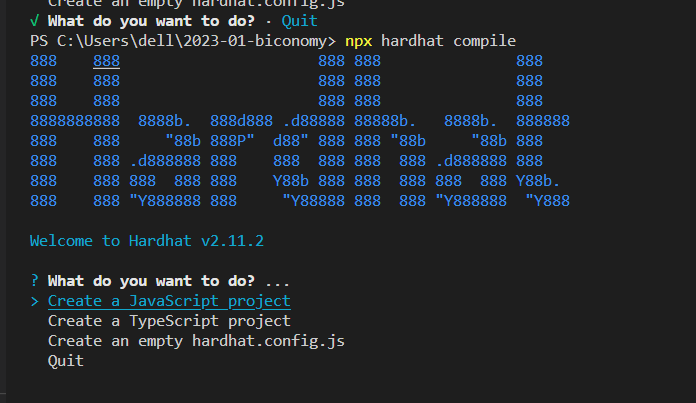 Create an empty hardhat.config.js
√ What do you want to do? · Quit
PS C:\Users\dell\2023-01-biconomy> npx hardhat compile
888    888                      888 888               888
888    888                      888 888               888
888    888                      888 888               888
8888888888  8888b.  888d888 .d88888 88888b.   8888b.  888888
888    888     "88b 888P"  d88" 888 888 "88b     "88b 888
888    888 .d888888 888    888  888 888  888 .d888888 888
888    888 888  888 888    Y88b 888 888  888 888  888 Y88b.
888    888 "Y888888 888     "Y88888 888  888 "Y888888  "Y888
Welcome to Hardhat v2.11.2
? What do you want to do? ...
> Create a JavaScript project
Create a TypeScript project
Create an empty hardhat.config.js
Quit